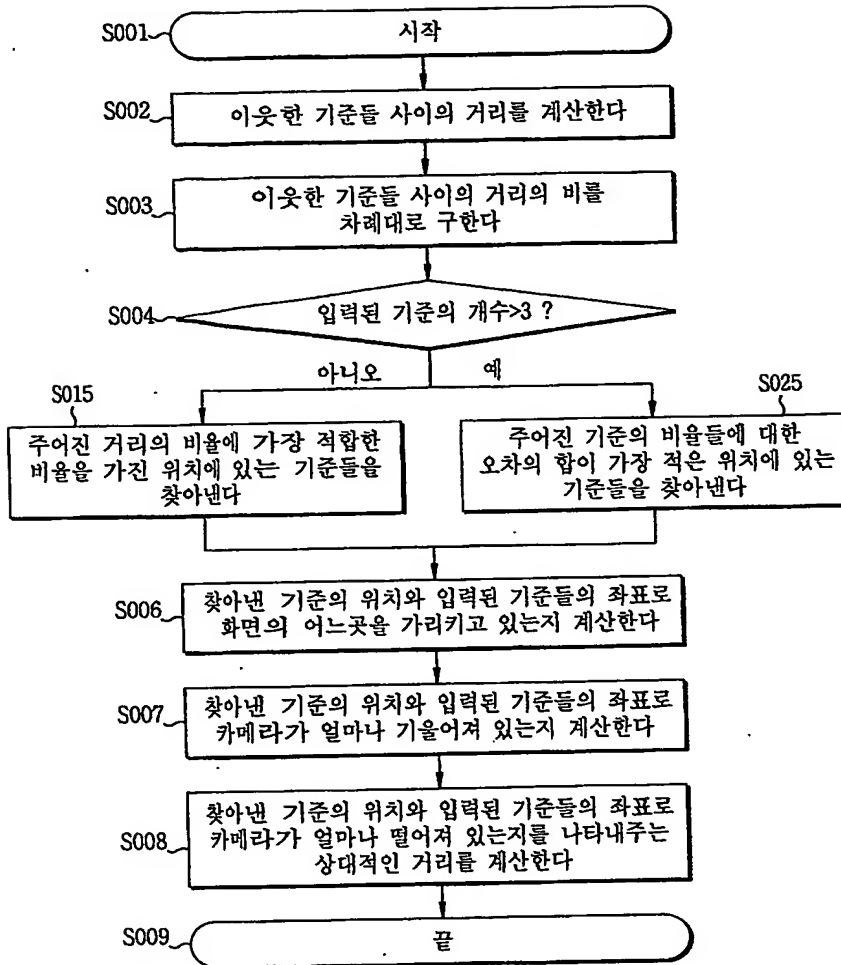 S001
시작
S002
이웃한 기준들 사이의 거리를 계산한다
S003
이웃한 기준들 사이의 거리의 비를
차례대로 구한다
S004
입력된 기준의 개수>3 ?
아니오
예
S015
주어진 거리의 비율에 가장 적합한
비율을 가진 위치에 있는 기준들을
찾아낸다
S025
주어진 기준의 비율들에 대한
오차의 합이 가장 적은 위치에 있는
기준들을 찾아낸다
S006
찾아낸 기준의 위치와 입력된 기준들의 좌표로
화면의 어느곳을 가리키고 있는지 계산한다
S007
찾아낸 기준의 위치와 입력된 기준들의 좌표로
카메라가 얼마나 기울어져 있는지 계산한다
S008
찾아낸 기준의 위치와 입력된 기준들의 좌표로
카메라가 얼마나 떨어져 있는지를 나타내주는
상대적인 거리를 계산한다
S009
끝